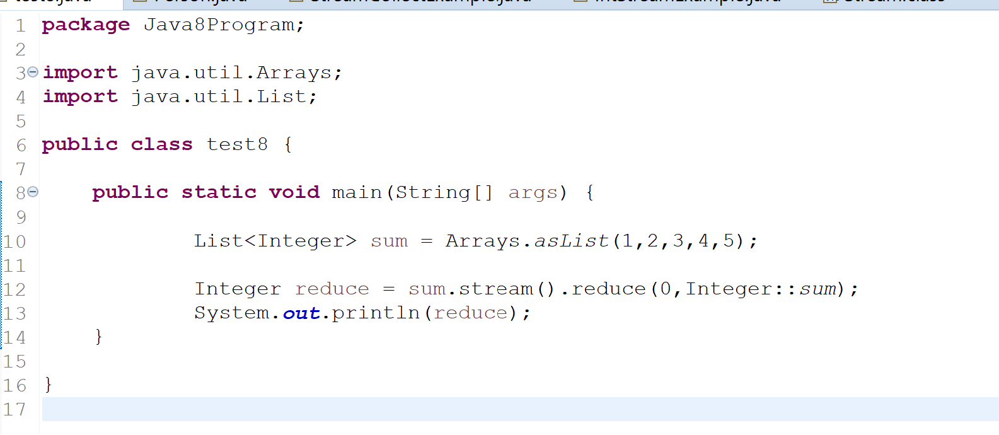 1 package Java8Program;
2
3 import java.util.Arrays;
4 import java.util.List;
5
6 public class test8 {
7
8 public static void main(String[] args) {
9
10 List<Integer> sum = Arrays.asList(1,2,3,4,5);
11
12 Integer reduce = sum.stream().reduce(0,Integer::sum);
13 System.out.println(reduce);
14 }
15
16 }
17